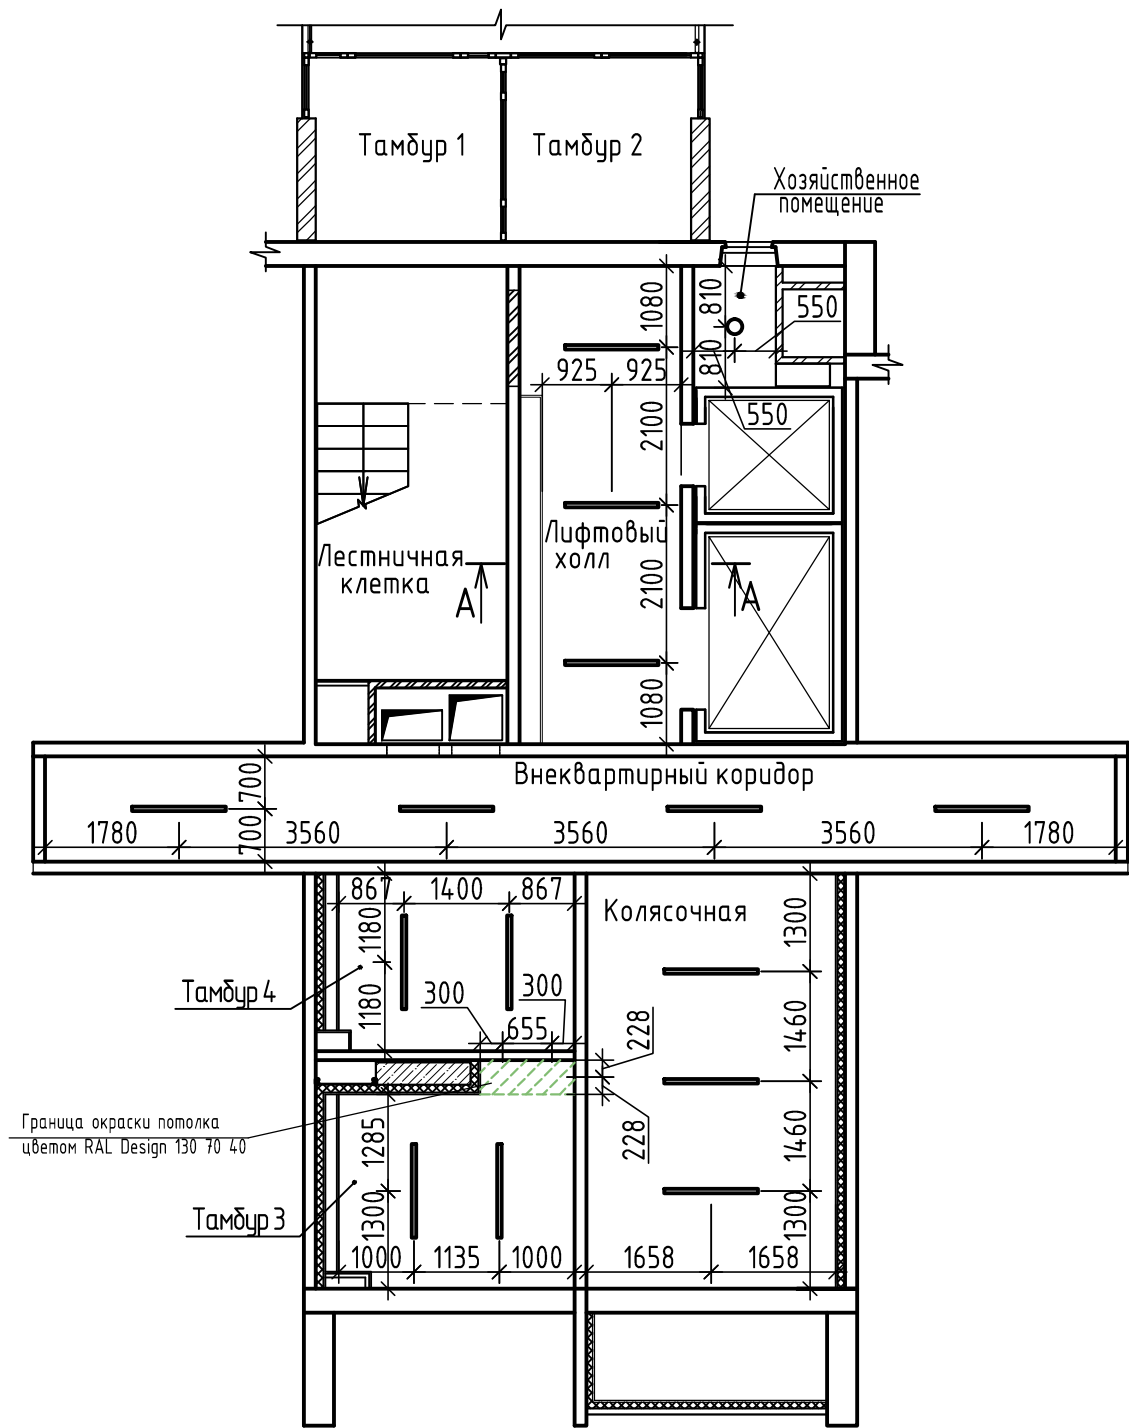 Тамбур 1
Тамбур 2
Хозяйственное
помещение
1080
810
550
810
925
925
550
2100
Лифтовый
холл
Лестничная
клетка
А
А
2100
1080
Внеквартирный коридор
700
700
1780
3560
3560
3560
1780
867
1400
867
Колясочная
1180
1300
Тамбур 4
1180
300
300
655
228
1460
Граница окраски потолка
цветом RAL Design 130 70 40
1285
228
1460
Тамбур 3
1300
1300
1000
1135
1000
1658
1658